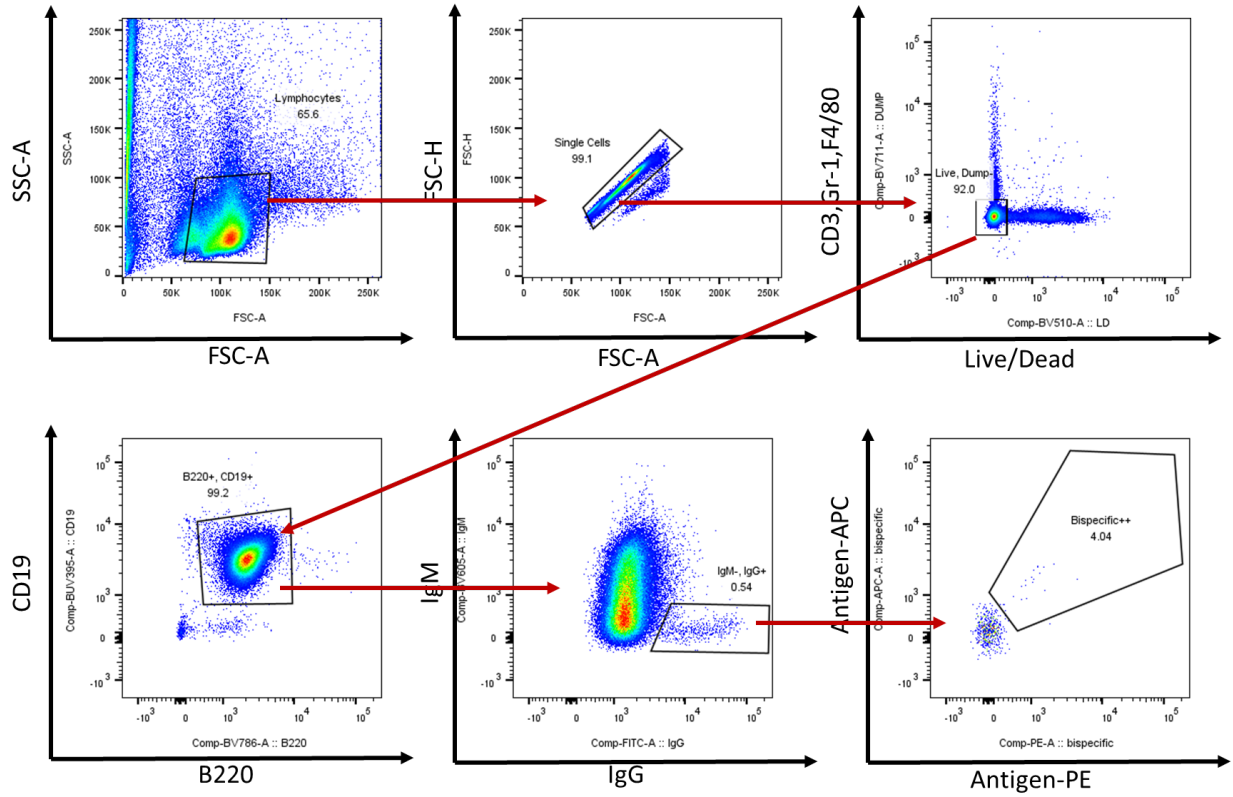 250K
200K
150K
100K
50K
0
SSC-A
SSC-A
Lymphocytes
65.6
0
50K
100K
150K
200K
250K
FSC-A
FSC-A
250K
200K
150K
100K
50K
0
FSC-H
FSC-H
Single Cells
99.1
0
50K
100K
150K
200K
250K
FSC-A
FSC-A
10^5
10^4
10^3
0
-10^3
CD3,Gr-1,F4/80
Comp-BV711-A :: DUMP
Live, Dump-
92.0
-10^3
0
10^3
10^4
10^5
Comp-BV510-A :: LD
Live/Dead
10^5
10^4
10^3
0
-10^3
CD19
Comp-BUV395-A :: CD19
B220+, CD19+
99.2
-10^3
0
10^3
10^4
10^5
Comp-BV786-A :: B220
B220
10^5
10^4
10^3
0
-10^3
IgM
Comp-BV605-A :: IgM
IgM-, IgG+
0.54
-10^3
0
10^3
10^4
10^5
Comp-FITC-A :: IgG
IgG
10^5
10^4
10^3
0
-10^3
Antigen-APC
Comp-APC-A :: bispecific
Bispecific++
4.04
-10^3
0
10^3
10^4
10^5
Comp-PE-A :: bispecific
Antigen-PE